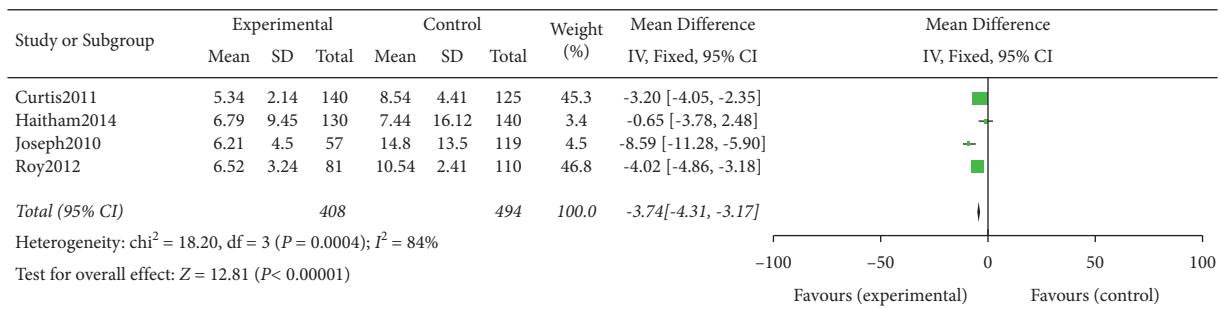 Study or Subgroup Experimental Control Weight (%) Mean Difference Mean Difference
Mean SD Total Mean SD Total IV, Fixed, 95% CI IV, Fixed, 95% CI
Curtis2011 5.34 2.14 140 8.54 4.41 125 45.3 -3.20 [-4.05, -2.35]
Haitham2014 6.79 9.45 130 7.44 16.12 140 3.4 -0.65 [-3.78, 2.48]
Joseph2010 6.21 4.5 57 14.8 13.5 119 4.5 -8.59 [-11.28, -5.90]
Roy2012 6.52 3.24 81 10.54 2.41 110 46.8 -4.02 [-4.86, -3.18]
Total (95% CI) 408 494 100.0 -3.74[-4.31, -3.17]
Heterogeneity: chi² = 18.20, df = 3 (P = 0.0004); I² = 84%
Test for overall effect: Z = 12.81 (P< 0.00001)
−100 −50 0 50 100
Favours (experimental) Favours (control)